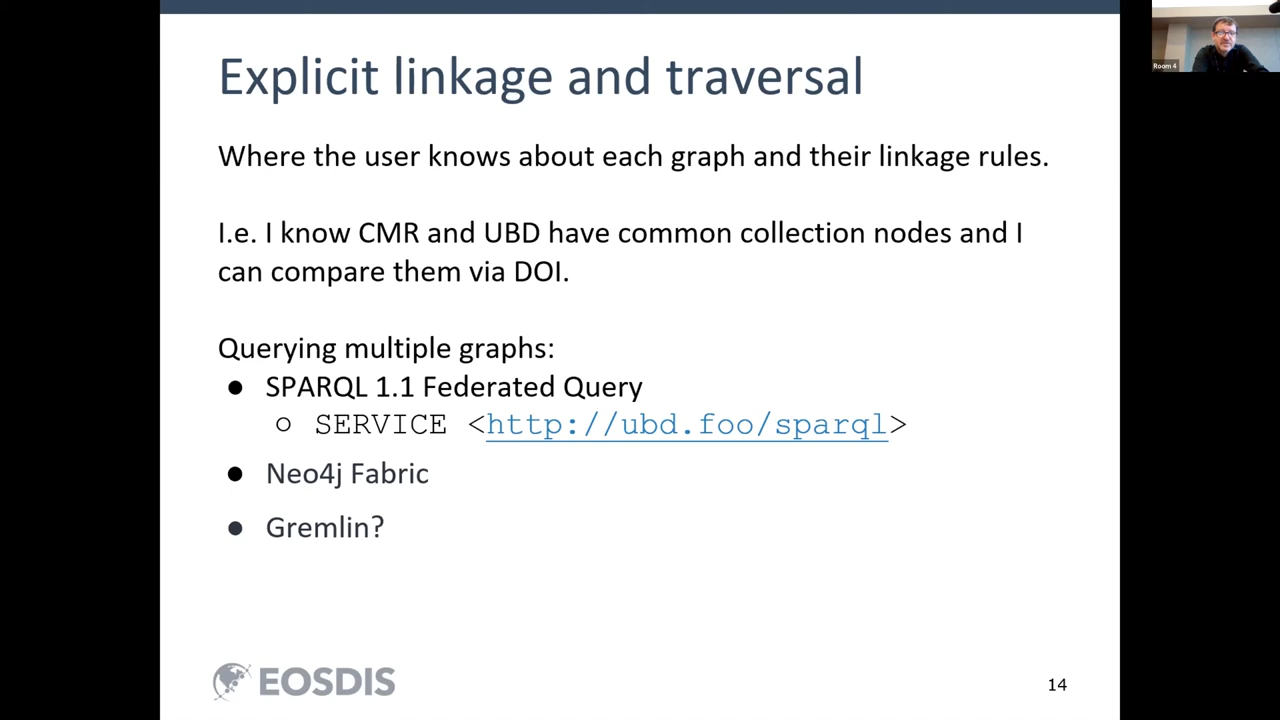 Explicit linkage and traversal
Where the user knows about each graph and their linkage rules.
I.e. I know CMR and UBD have common collection nodes and I
can compare them via DOI.
Querying multiple graphs:
● SPARQL 1.1 Federated Query
○ SERVICE <http://ubd.foo/sparql>
● Neo4j Fabric
● Gremlin?
EOSDIS
14
Room 4